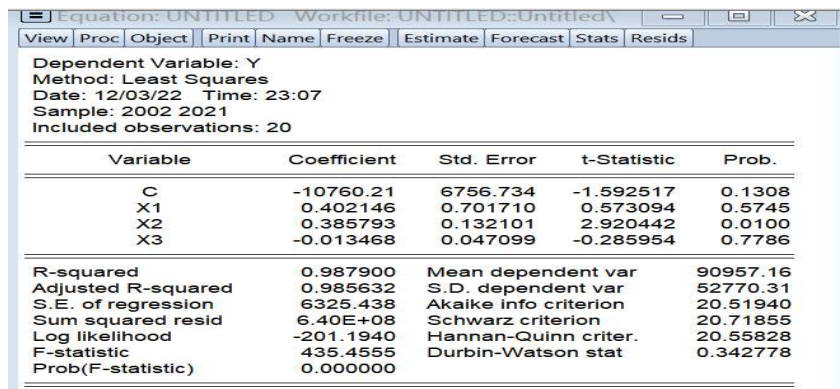 Equation: UNTITLED Workfile: UNTITLED::Untitled\
View Proc Object Print Name Freeze Estimate Forecast Stats Resids
Dependent Variable: Y
Method: Least Squares
Date: 12/03/22 Time: 23:07
Sample: 2002 2021
Included observations: 20
Variable Coefficient Std. Error t-Statistic Prob.
C -10760.21 6756.734 -1.592517 0.1308
X1 0.402146 0.701710 0.573094 0.5745
X2 0.385793 0.132101 2.920442 0.0100
X3 -0.013468 0.047099 -0.285954 0.7786
R-squared 0.987900 Mean dependent var 90957.16
Adjusted R-squared 0.985632 S.D. dependent var 52770.31
S.E. of regression 6325.438 Akaike info criterion 20.51940
Sum squared resid 6.40E+08 Schwarz criterion 20.71855
Log likelihood -201.1940 Hannan-Quinn criter. 20.55828
F-statistic 435.4555 Durbin-Watson stat 0.342778
Prob(F-statistic) 0.000000